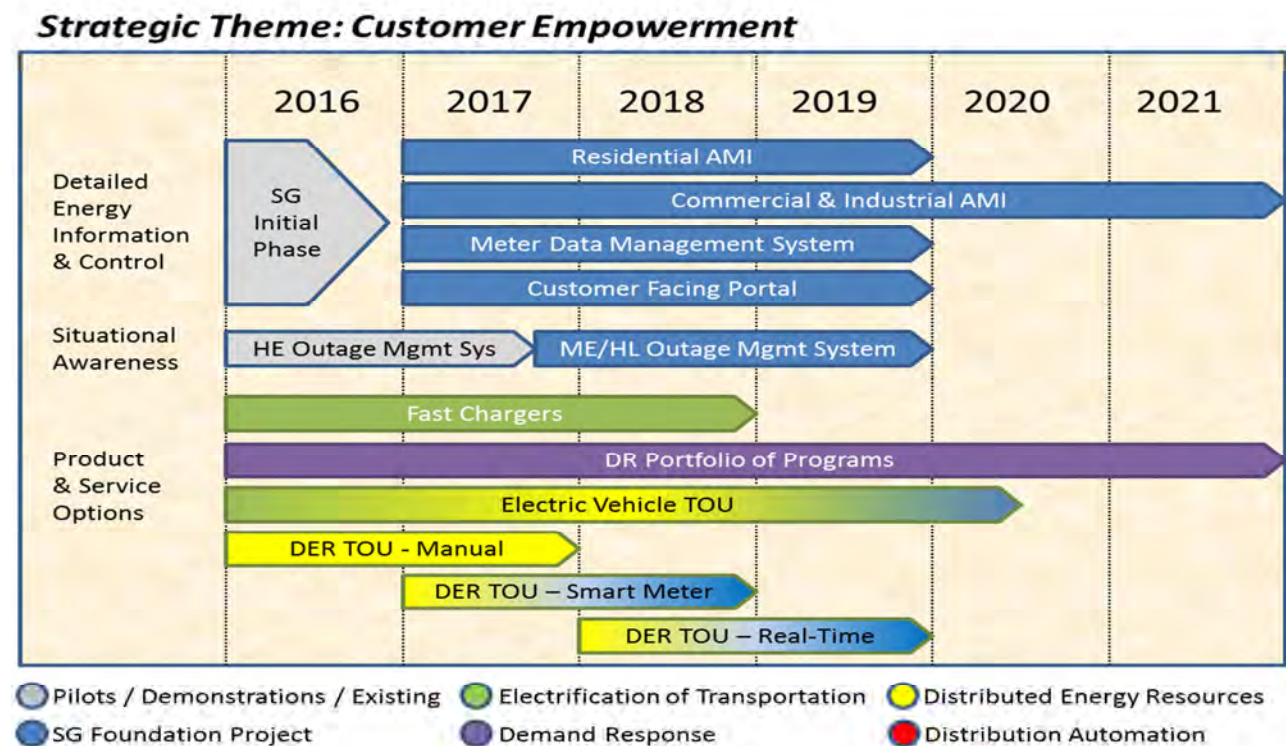 Strategic Theme: Customer Empowerment
2016 2017 2018 2019 2020 2021
Detailed
Energy
Information
& Control
SG
Initial
Phase
Residential AMI
Commercial & Industrial AMI
Meter Data Management System
Customer Facing Portal
Situational
Awareness
HE Outage Mgmt Sys
ME/HL Outage Mgmt System
Product
& Service
Options
Fast Chargers
DR Portfolio of Programs
Electric Vehicle TOU
DER TOU - Manual
DER TOU – Smart Meter
DER TOU – Real-Time
Pilots / Demonstrations / Existing
Electrification of Transportation
Distributed Energy Resources
SG Foundation Project
Demand Response
Distribution Automation